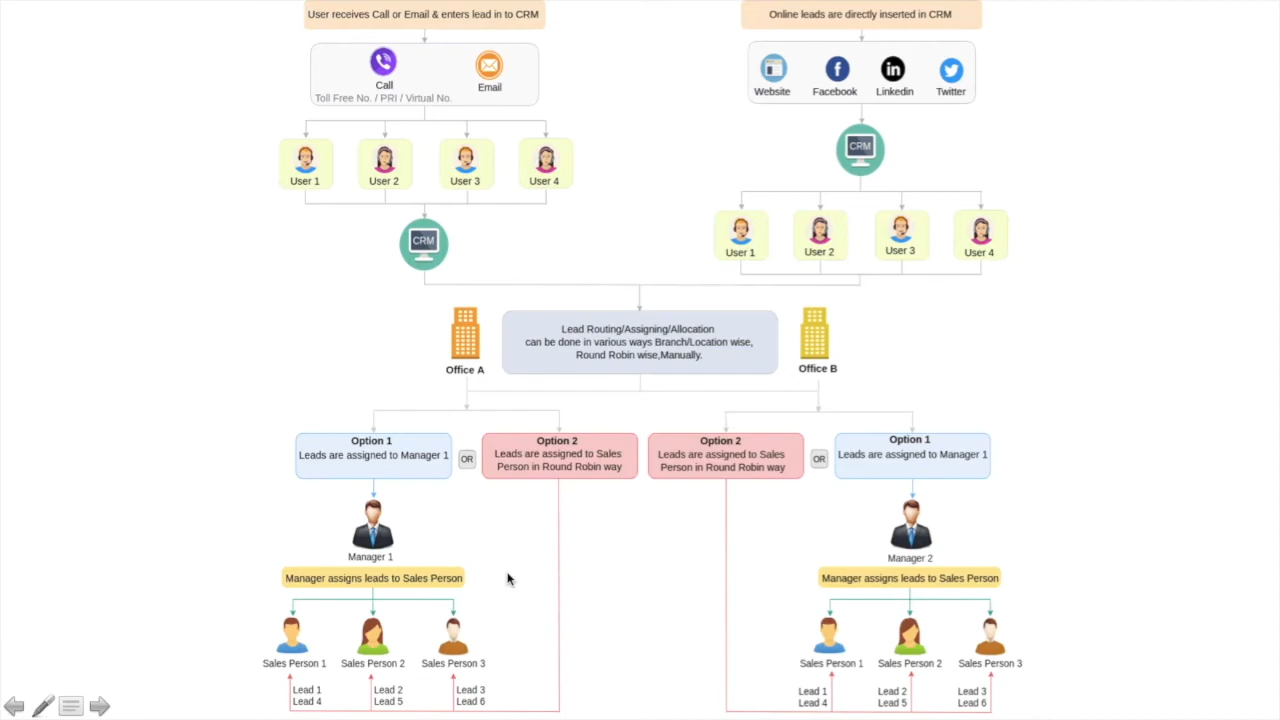 User receives Call or Email & enters lead in to CRM
Online leads are directly inserted in CRM
Call
Email
Toll Free No. / PRI / Virtual No.
Website
Facebook
Linkedin
Twitter
User 1
User 2
User 3
User 4
CRM
CRM
User 1
User 2
User 3
User 4
Lead Routing/Assigning/Allocation
can be done in various ways Branch/Location wise,
Round Robin wise,Manually.
Office A
Office B
Option 1
Leads are assigned to Manager 1
OR
Option 2
Leads are assigned to Sales
Person in Round Robin way
Option 2
Leads are assigned to Sales
Person in Round Robin way
OR
Option 1
Leads are assigned to Manager 1
Manager 1
Manager 2
Manager assigns leads to Sales Person
Manager assigns leads to Sales Person
Sales Person 1
Sales Person 2
Sales Person 3
Sales Person 1
Sales Person 2
Sales Person 3
Lead 1
Lead 4
Lead 2
Lead 5
Lead 3
Lead 6
Lead 1
Lead 4
Lead 2
Lead 5
Lead 3
Lead 6